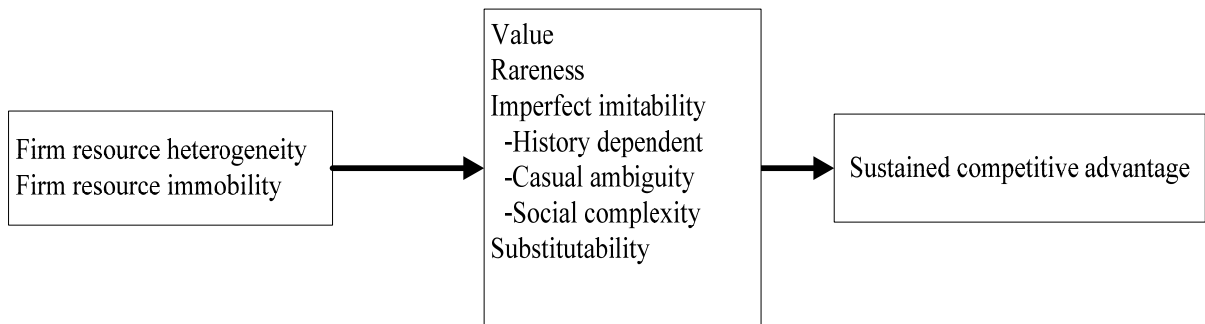 Firm resource heterogeneity
Firm resource immobility
Value
Rareness
Imperfect imitability
-History dependent
-Casual ambiguity
-Social complexity
Substitutability
Sustained competitive advantage